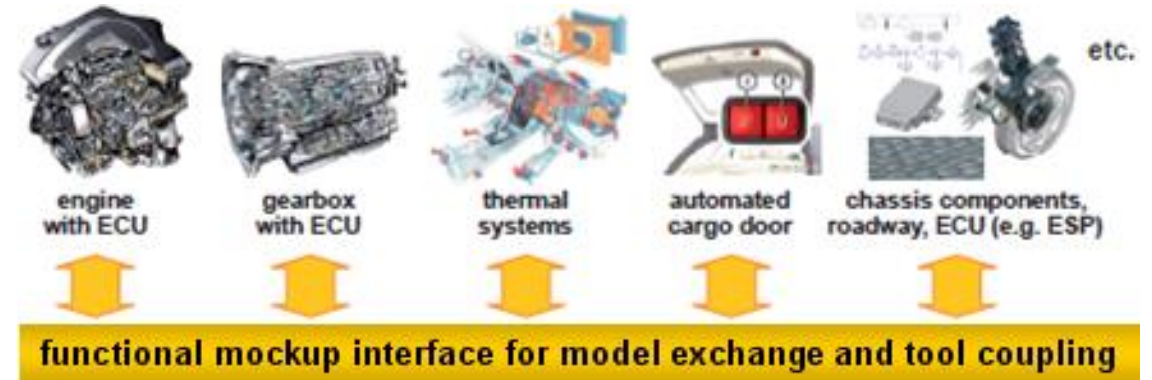 etc.
engine
with ECU
gearbox
with ECU
thermal
systems
automated
cargo door
chassis components,
roadway, ECU (e.g. ESP)
functional mockup interface for model exchange and tool coupling